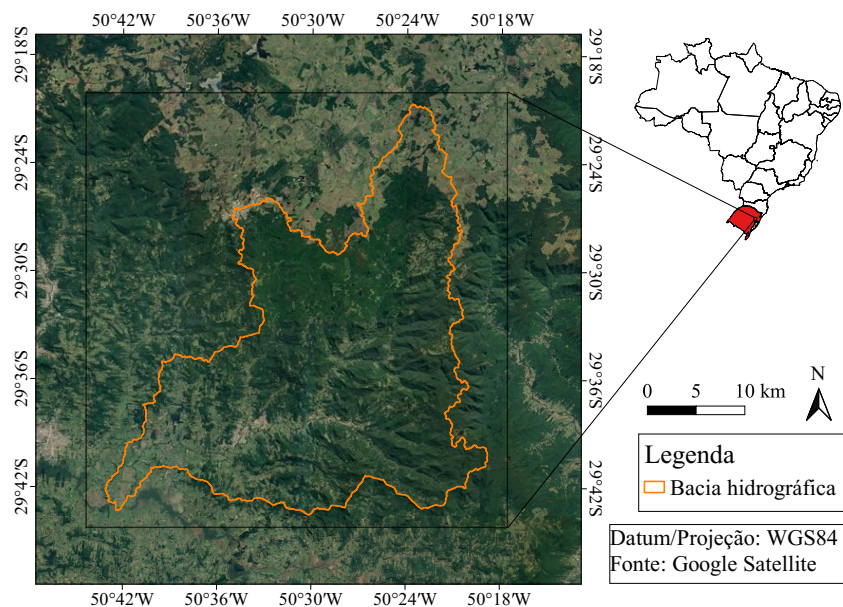 50°42'W 50°36'W 50°30'W 50°24'W 50°18'W
29°18'S
29°24'S
29°30'S
29°36'S
29°42'S
29°18'S
29°24'S
29°30'S
29°36'S
29°42'S
50°42'W 50°36'W 50°30'W 50°24'W 50°18'W
N
0 5 10 km
Legenda
Bacia hidrográfica
Datum/Projeção: WGS84
Fonte: Google Satellite